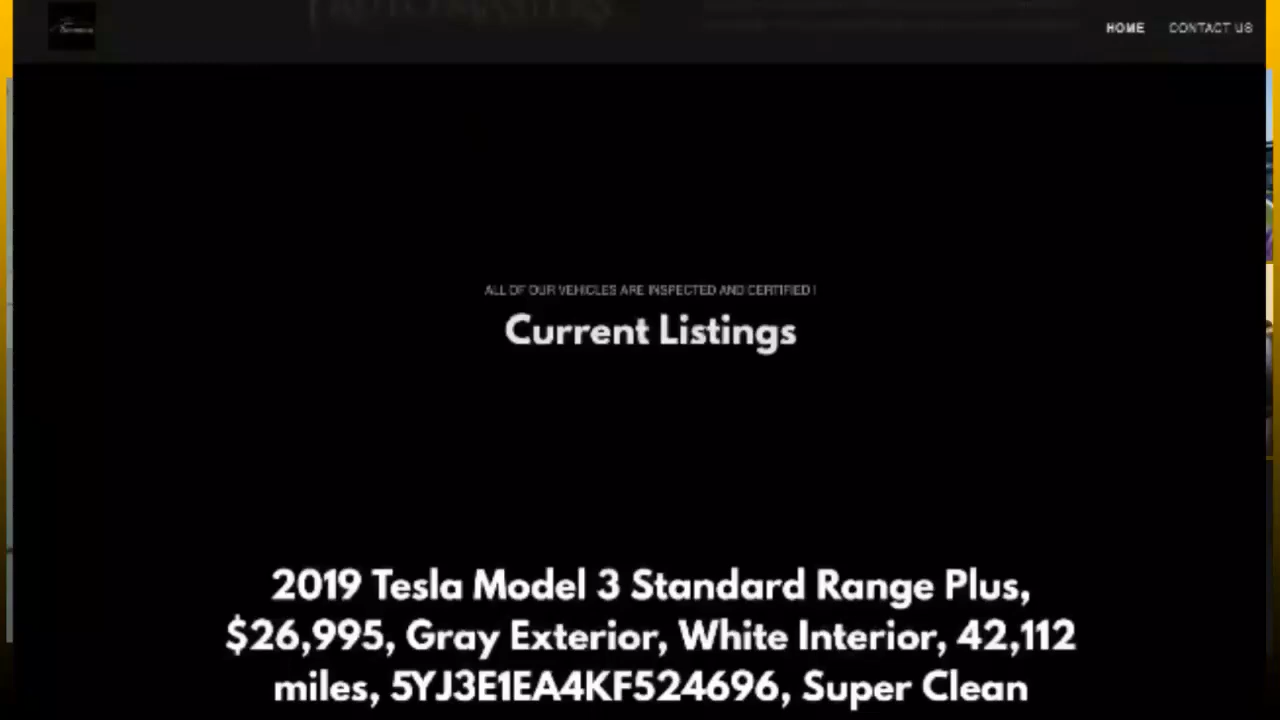 HOME CONTACT US
ALL OF OUR VEHICLES ARE INSPECTED AND CERTIFIED !
Current Listings
2019 Tesla Model 3 Standard Range Plus,
$26,995, Gray Exterior, White Interior, 42,112
miles, 5YJ3E1EA4KF524696, Super Clean